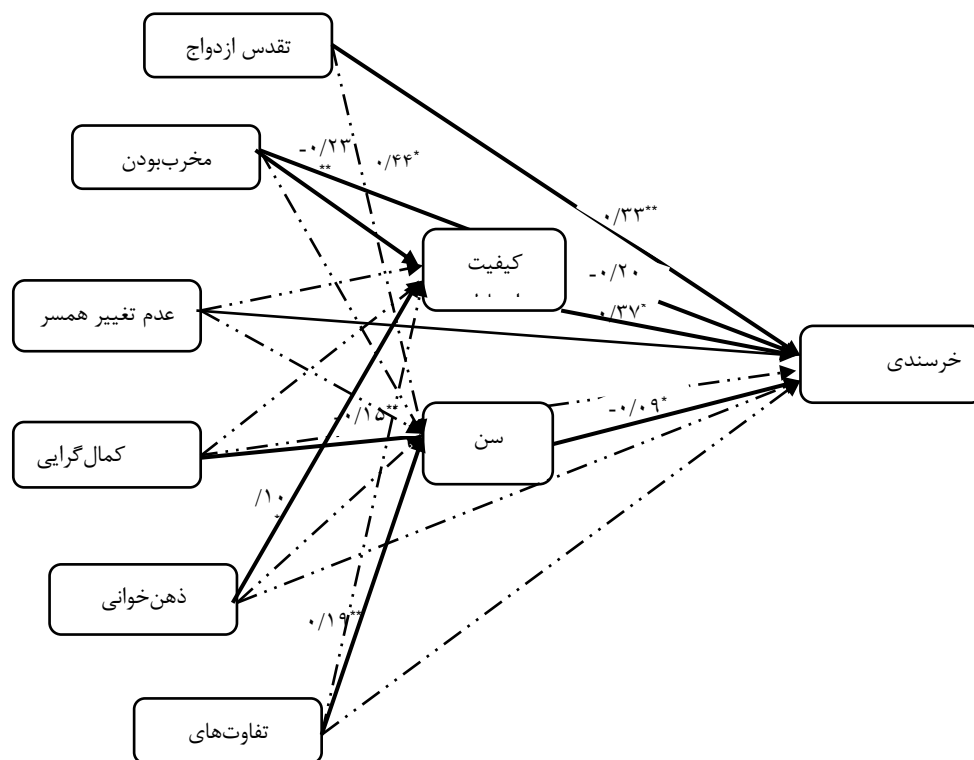 تقدس ازدواج
مخرب‌بودن
-۰/۲۳
**
۰/۴۴*
۰/۳۳**
کیفیت
-۰/۲۰
۰/۳۷*
عدم تغییر همسر
خرسندی
-۰/۰۹*
۰/۱۵**
سن
کمال‌گرایی
/۱۰
*
ذهن‌خوانی
۰/۱۹**
تفاوت‌های